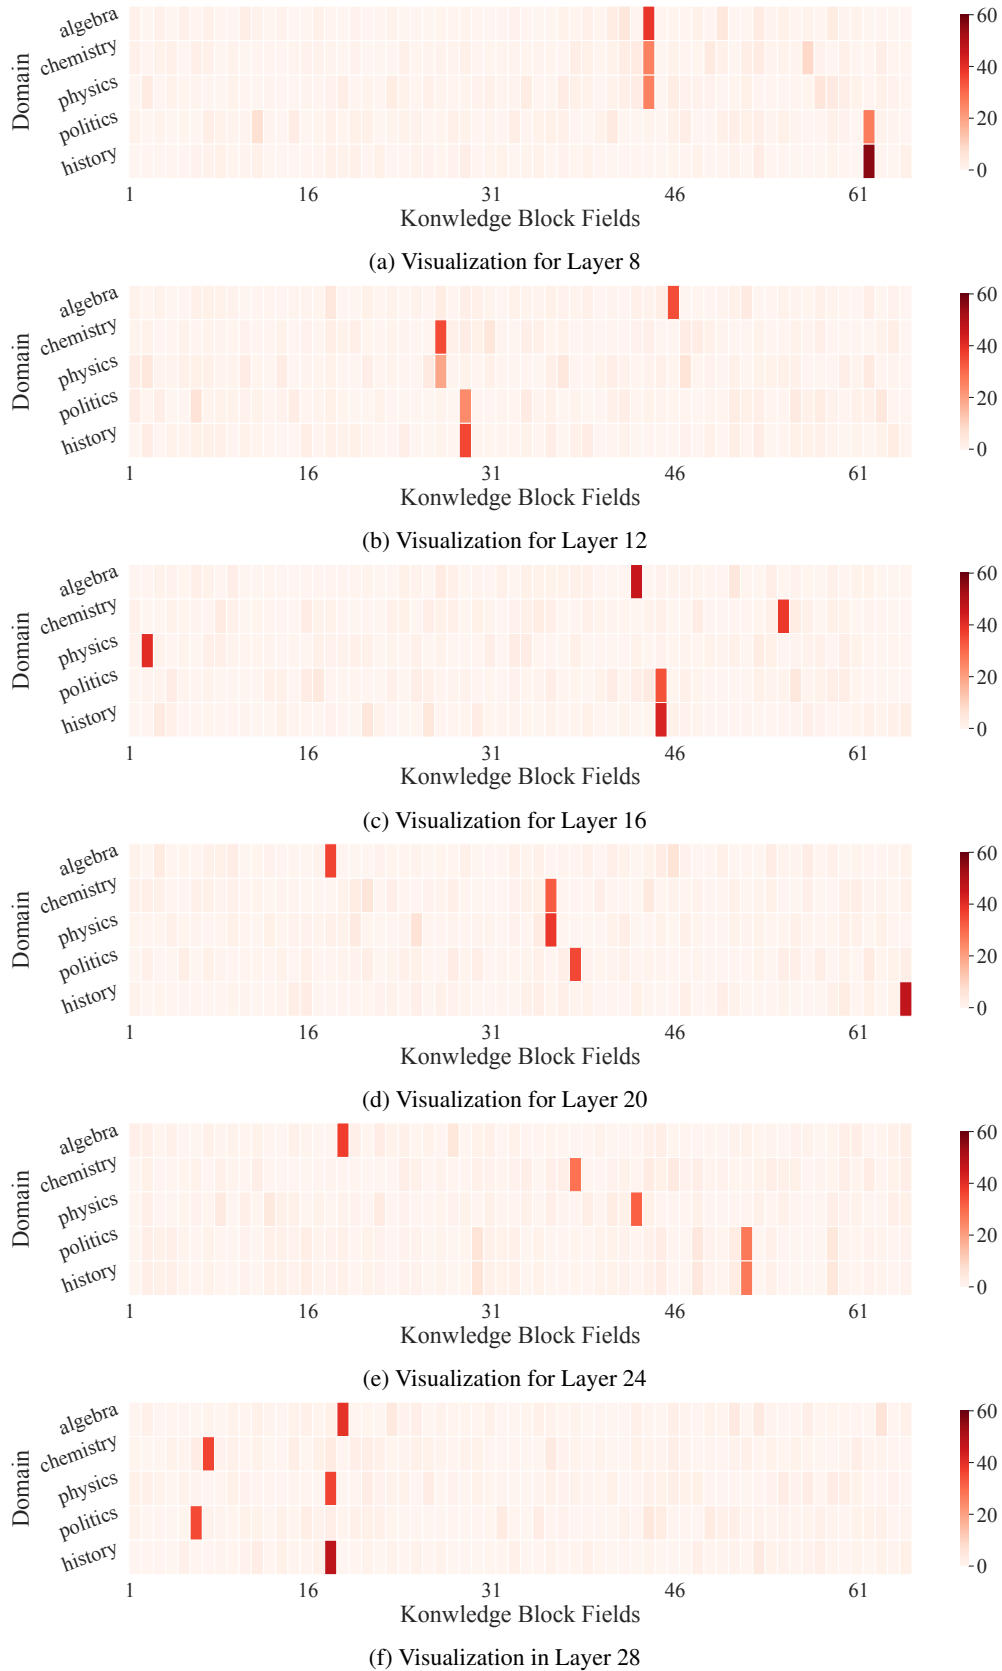 algebra
chemistry
physics
politics
history
Domain
1 16 31 46 61
Konwledge Block Fields
60
40
20
0
(a) Visualization for Layer 8
algebra
chemistry
physics
politics
history
Domain
1 16 31 46 61
Konwledge Block Fields
60
40
20
0
(b) Visualization for Layer 12
algebra
chemistry
physics
politics
history
Domain
1 16 31 46 61
Konwledge Block Fields
60
40
20
0
(c) Visualization for Layer 16
algebra
chemistry
physics
politics
history
Domain
1 16 31 46 61
Konwledge Block Fields
60
40
20
0
(d) Visualization for Layer 20
algebra
chemistry
physics
politics
history
Domain
1 16 31 46 61
Konwledge Block Fields
60
40
20
0
(e) Visualization for Layer 24
algebra
chemistry
physics
politics
history
Domain
1 16 31 46 61
Konwledge Block Fields
60
40
20
0
(f) Visualization in Layer 28